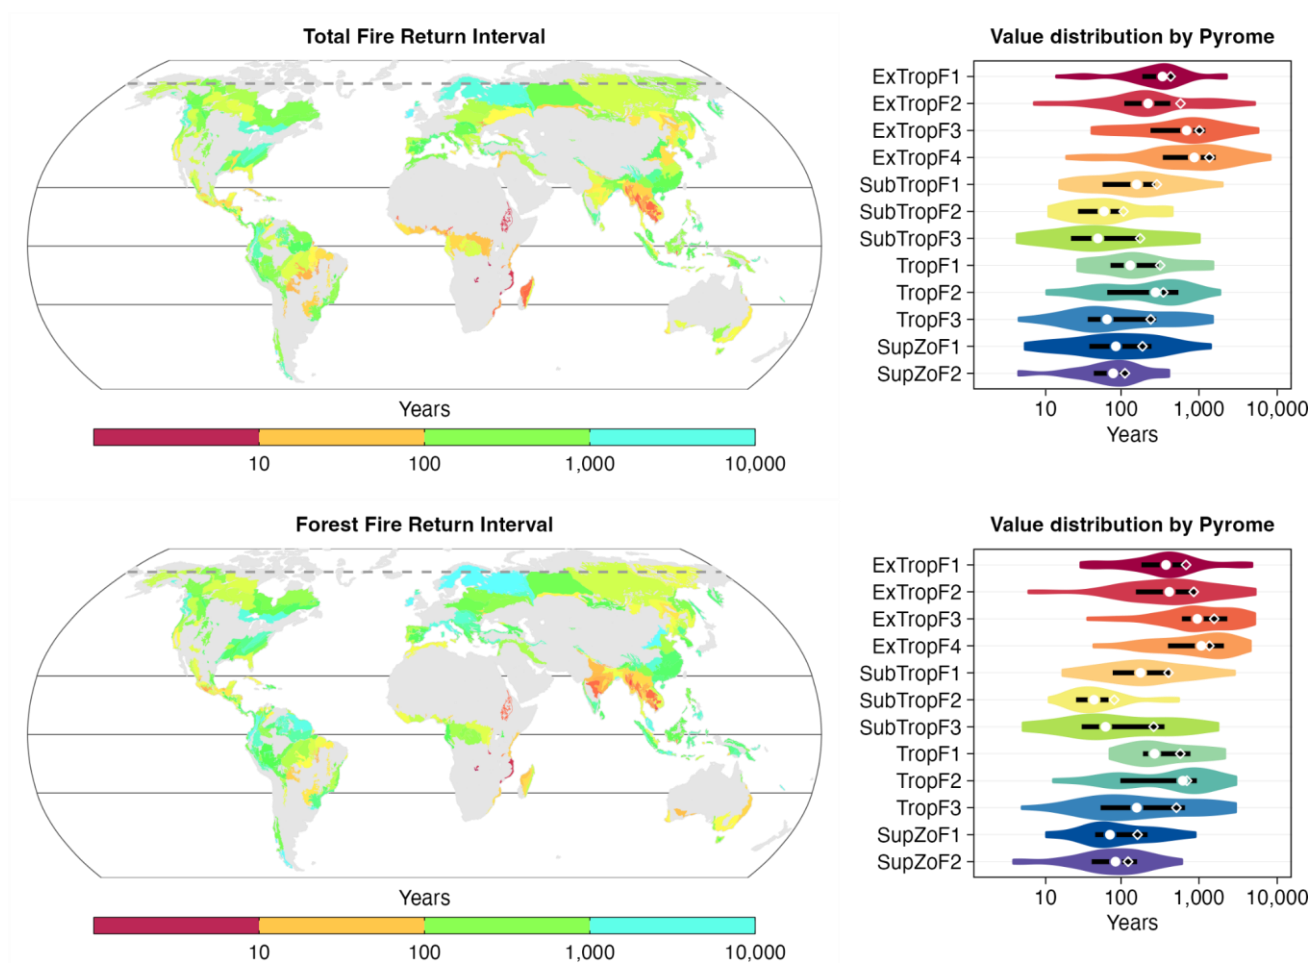 Total Fire Return Interval
Years
10 100 1,000 10,000
Value distribution by Pyrome
ExTropF1
ExTropF2
ExTropF3
ExTropF4
SubTropF1
SubTropF2
SubTropF3
TropF1
TropF2
TropF3
SupZoF1
SupZoF2
10 100 1,000 10,000
Years
Forest Fire Return Interval
Years
10 100 1,000 10,000
Value distribution by Pyrome
ExTropF1
ExTropF2
ExTropF3
ExTropF4
SubTropF1
SubTropF2
SubTropF3
TropF1
TropF2
TropF3
SupZoF1
SupZoF2
10 100 1,000 10,000
Years